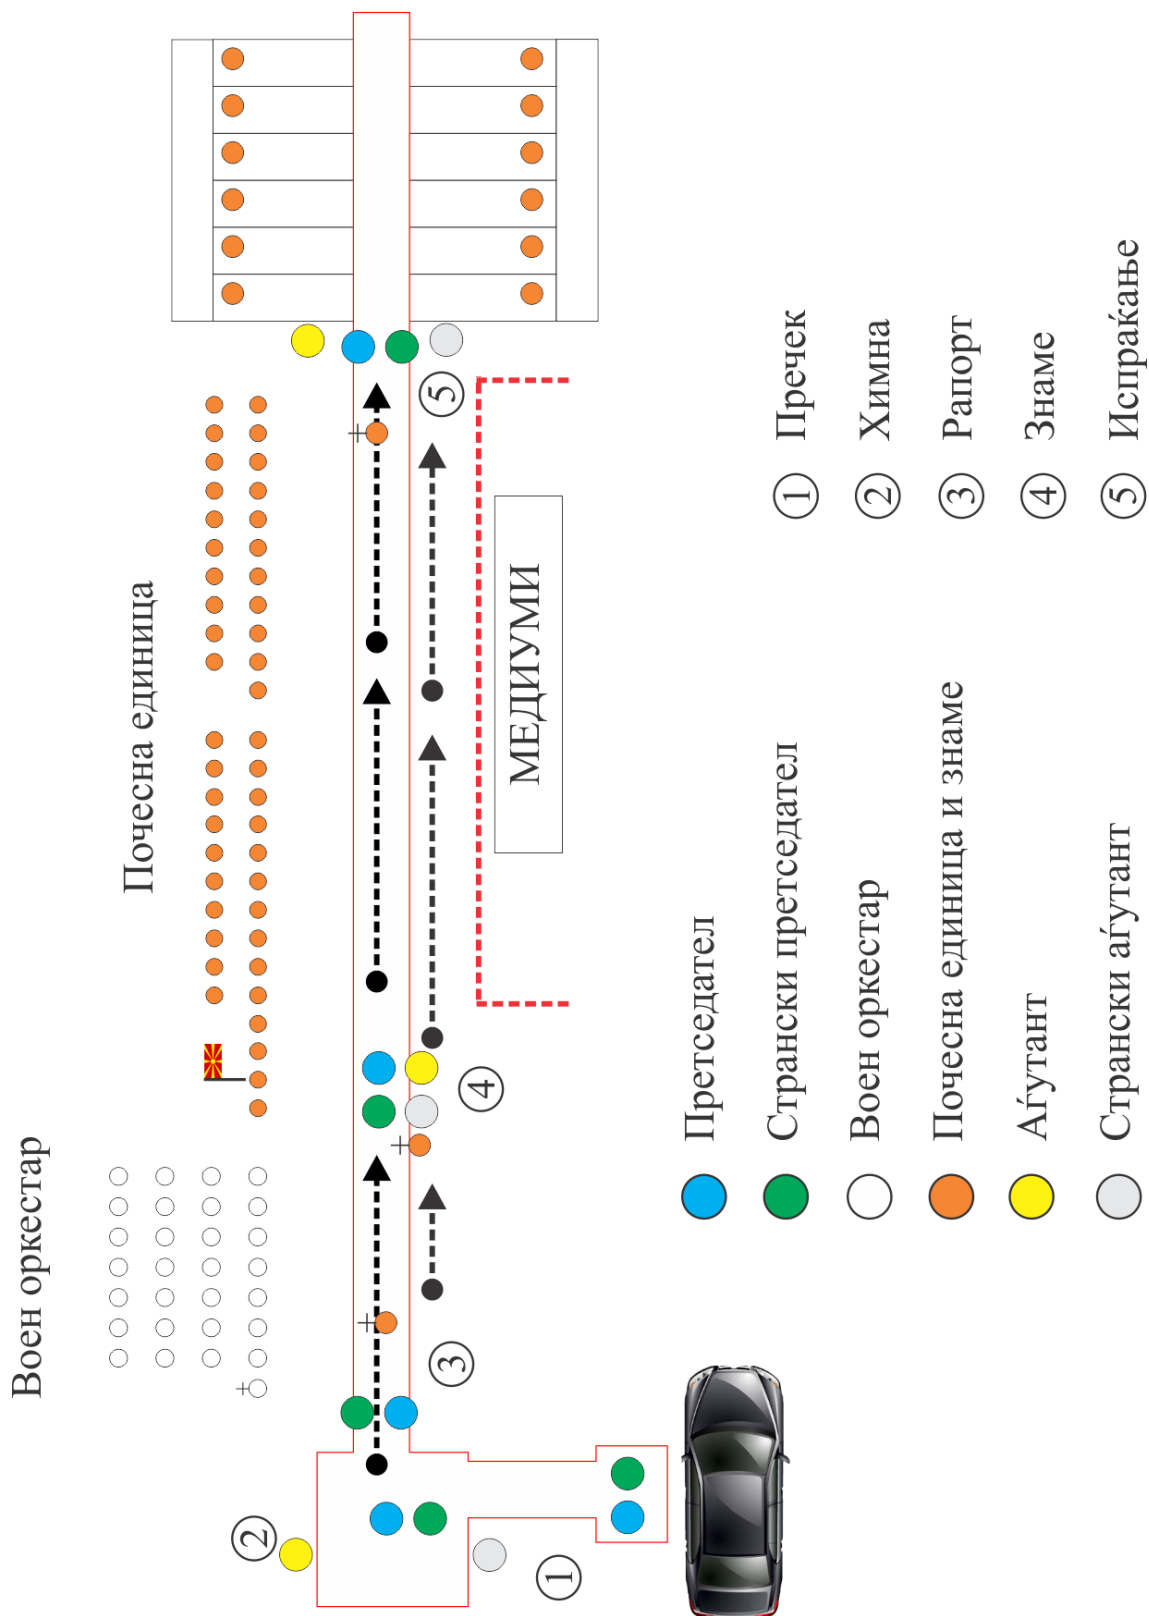 Воен оркестар
Почесна единица
МЕДИУМИ
②
①
③
④
⑤
Претседател
Странски претседател
Воен оркестар
Почесна единица и знаме
Аѓутант
Странски аѓутант
① Пречек
② Химна
③ Рапорт
④ Знаме
⑤ Испраќање